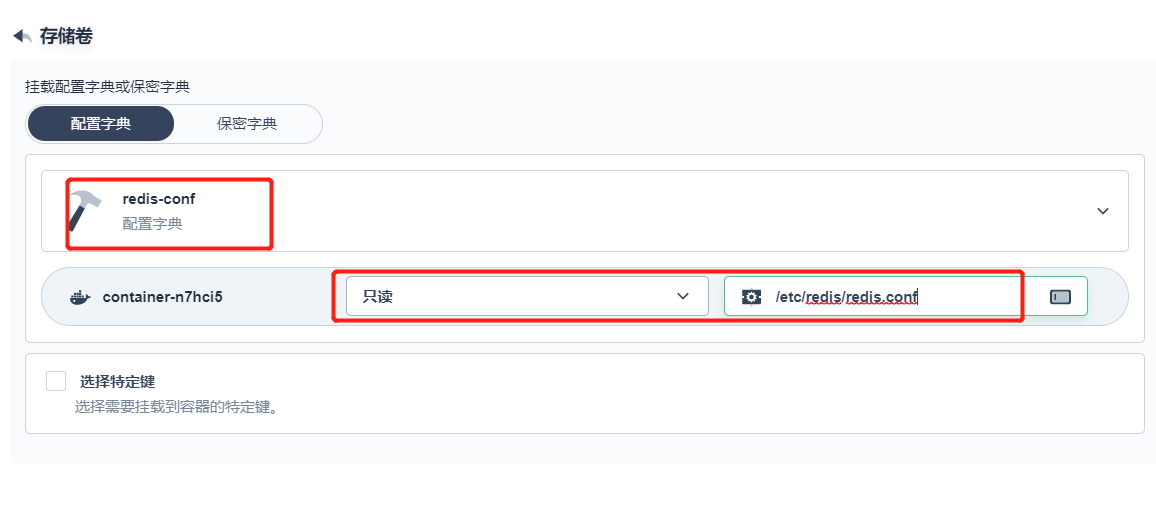 存储卷
挂载配置字典或保密字典
配置字典
保密字典
redis-conf
配置字典
container-n7hci5
只读
/etc/redis/redis.conf
选择特定键
选择需要挂载到容器的特定键。